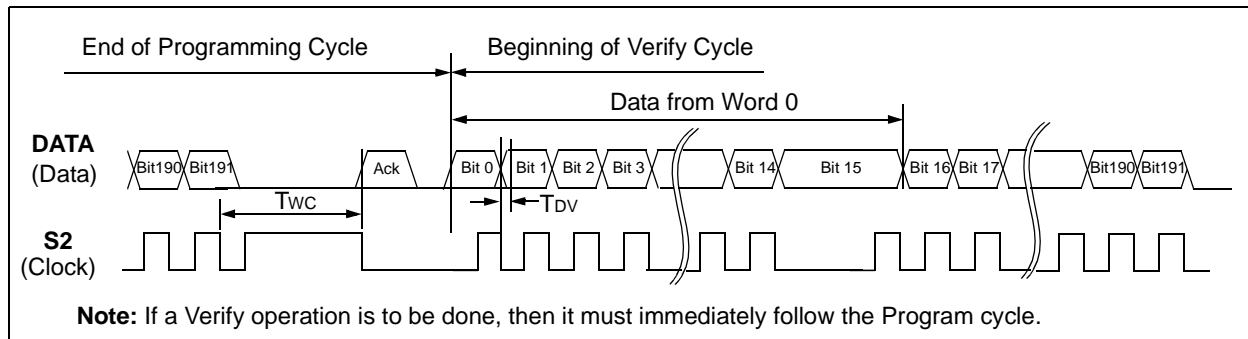 End of Programming Cycle Beginning of Verify Cycle
Data from Word 0
DATA
(Data)
Bit190 Bit191 Ack Bit 0 Bit 1 Bit 2 Bit 3 Bit 14 Bit 15 Bit 16 Bit 17 Bit190 Bit191
TWC TDV
S2
(Clock)
Note: If a Verify operation is to be done, then it must immediately follow the Program cycle.